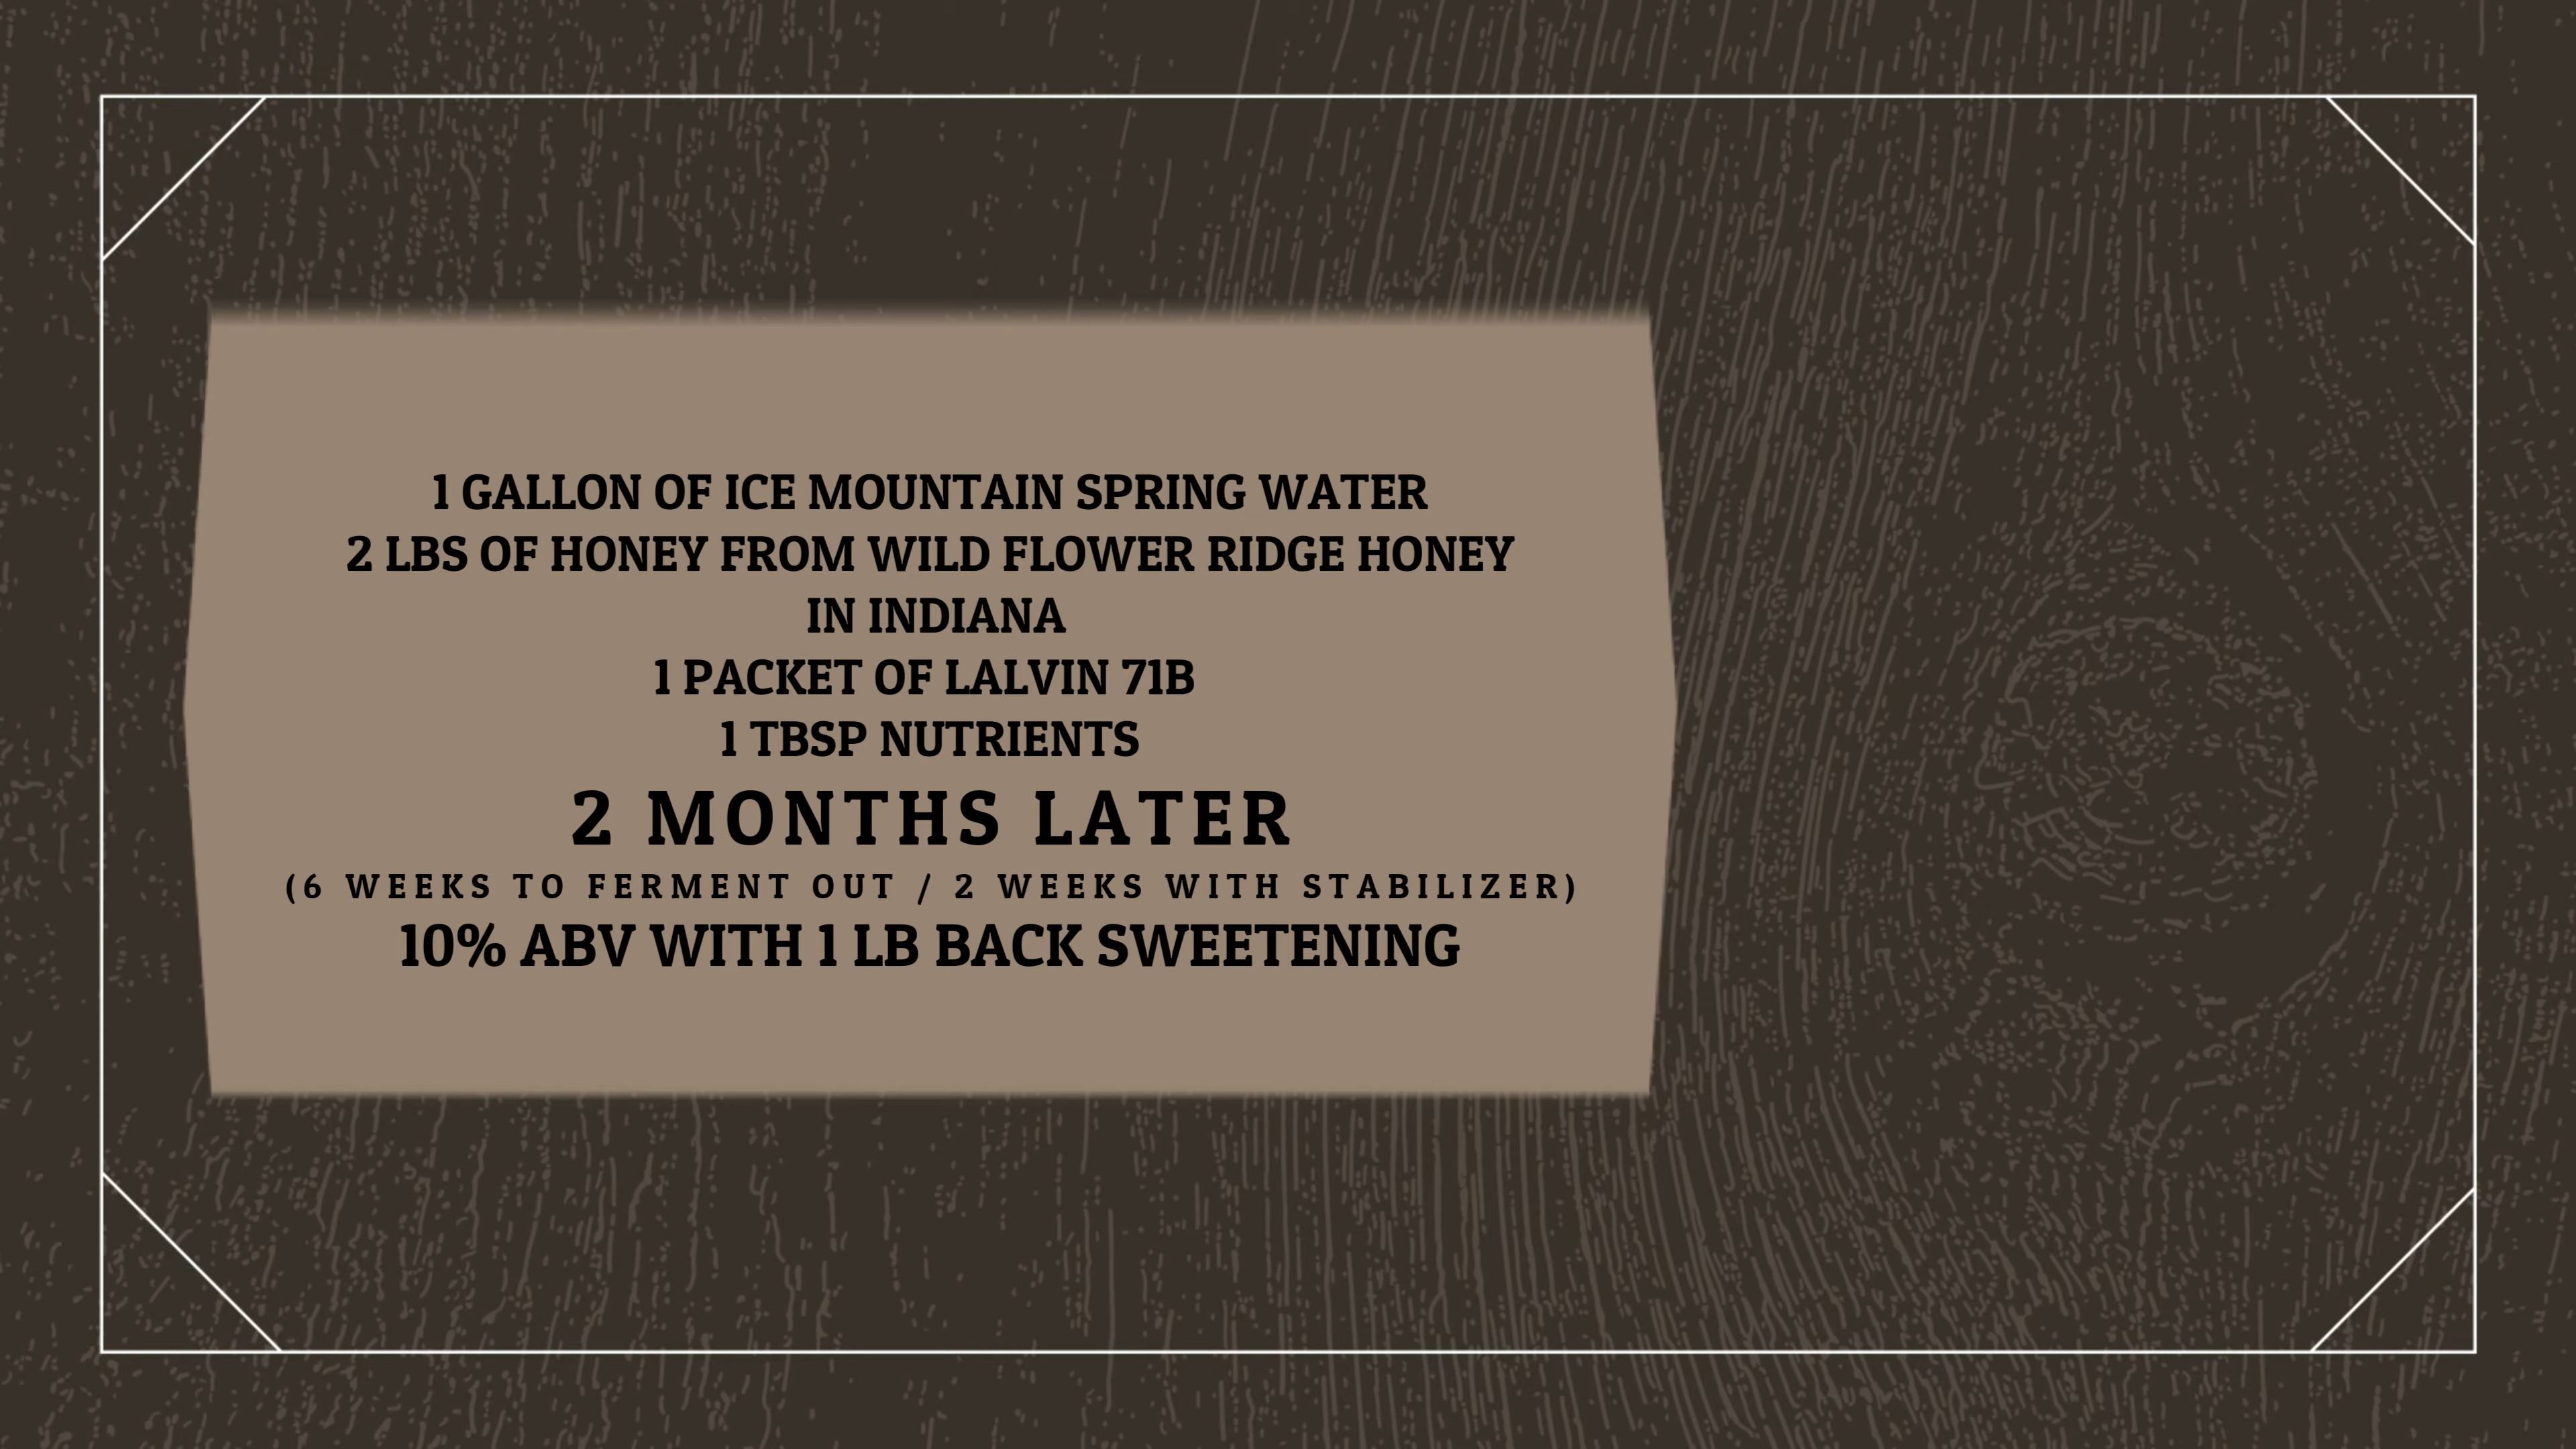 1 GALLON OF ICE MOUNTAIN SPRING WATER
2 LBS OF HONEY FROM WILD FLOWER RIDGE HONEY
IN INDIANA
1 PACKET OF LALVIN 71B
1 TBSP NUTRIENTS
2 MONTHS LATER
(6 WEEKS TO FERMENT OUT / 2 WEEKS WITH STABILIZER)
10% ABV WITH 1 LB BACK SWEETENING